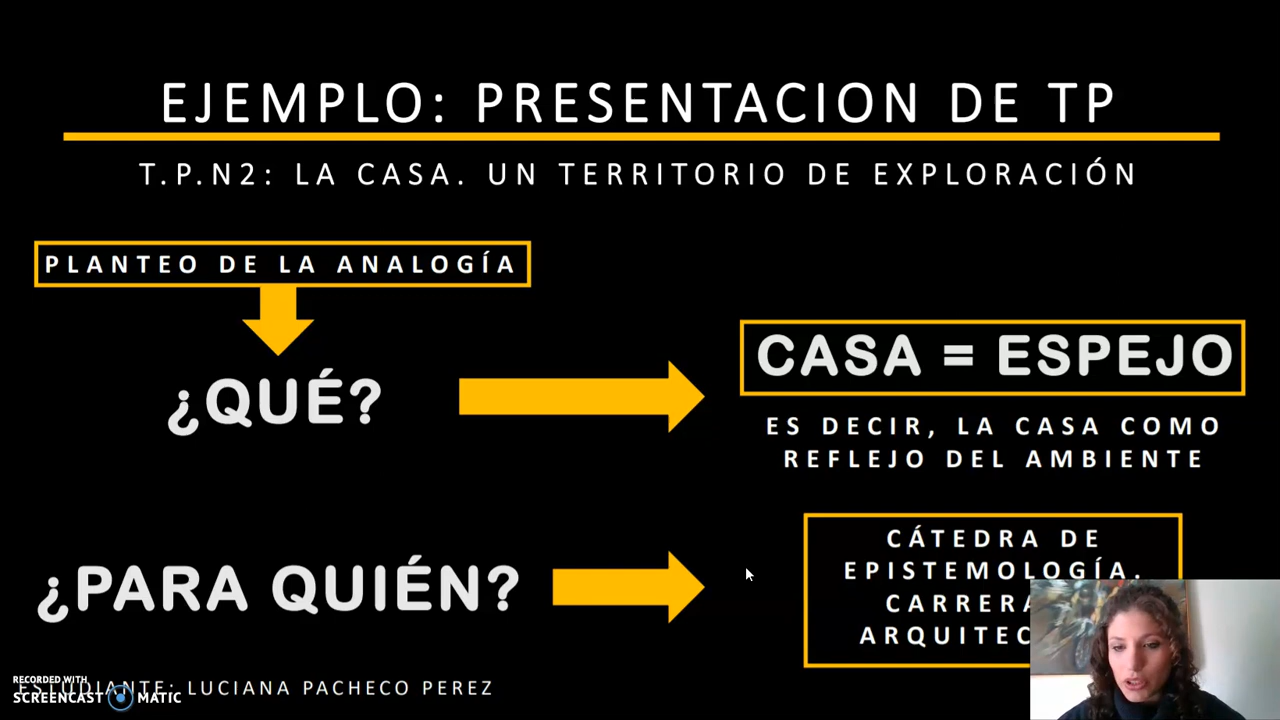 EJEMPLO: PRESENTACION DE TP
T.P.N2: LA CASA. UN TERRITORIO DE EXPLORACIÓN
PLANTEO DE LA ANALOGÍA
¿QUÉ?
CASA = ESPEJO
ES DECIR, LA CASA COMO
REFLEJO DEL AMBIENTE
¿PARA QUIÉN?
CÁTEDRA DE
EPISTEMOLOGÍA.
CARRERA
ESTUDIANTE: LUCIANA PACHECO PEREZ
RECORDED WITH
SCREENCAST MATIC